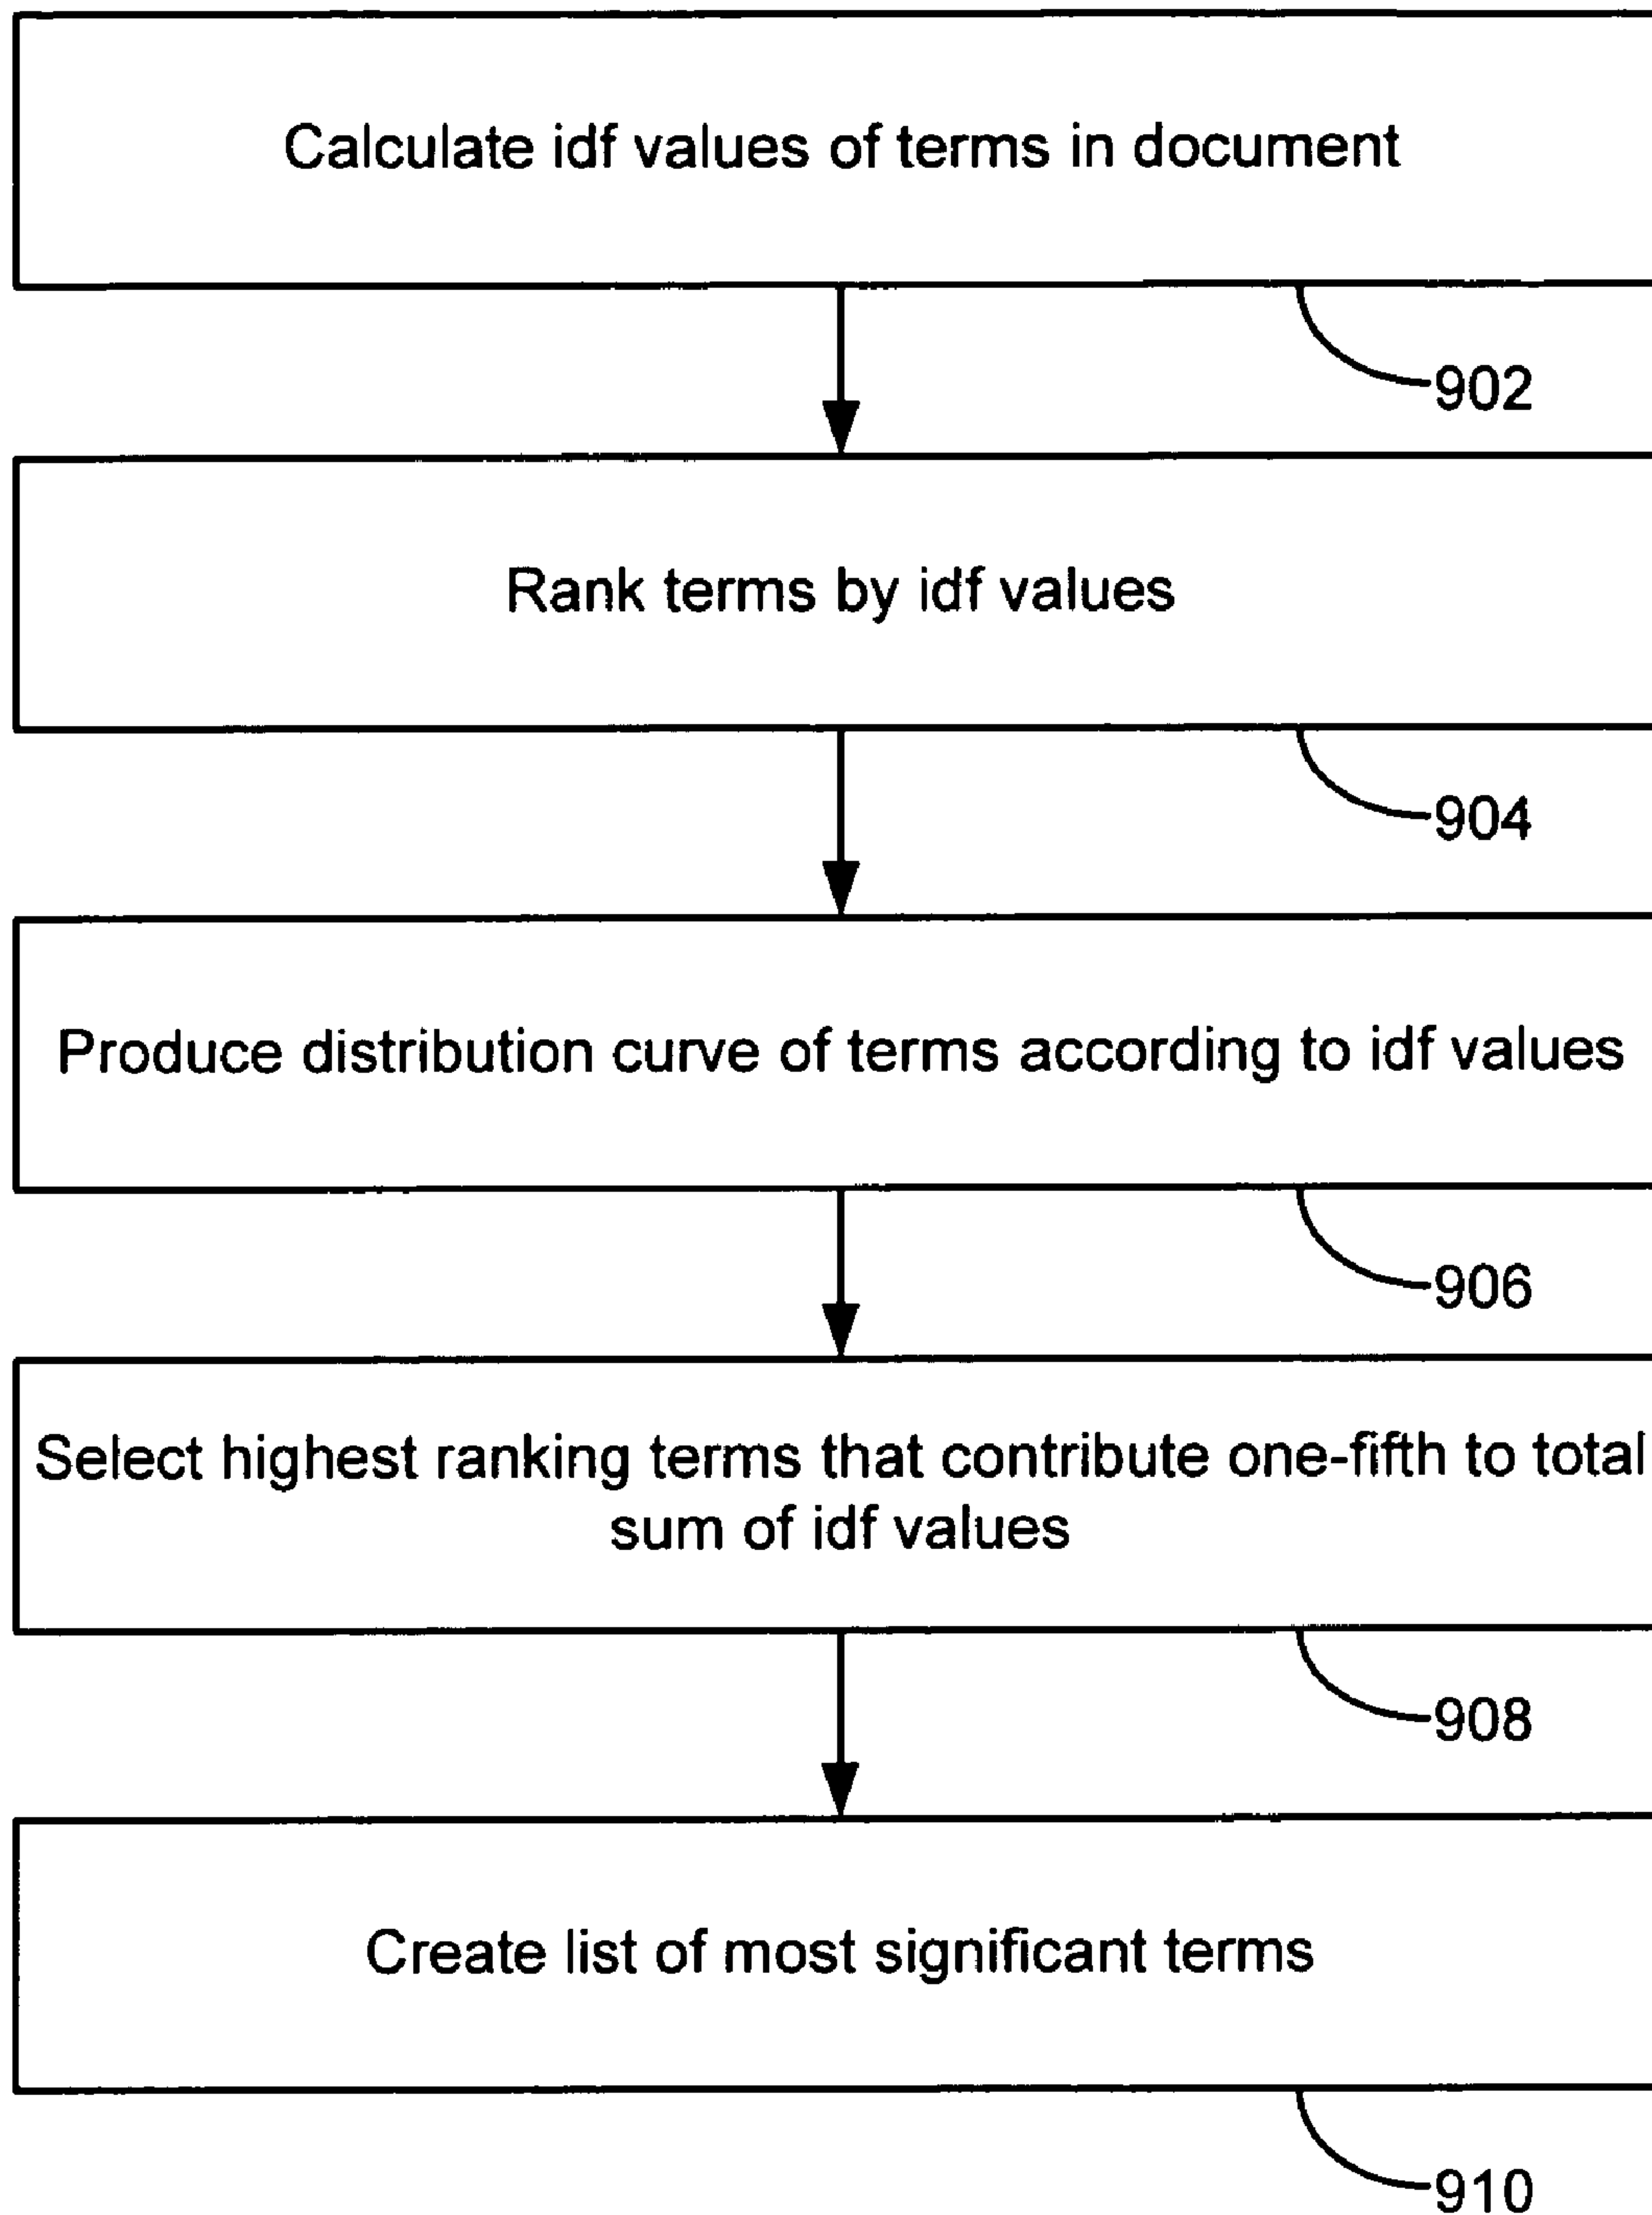 Calculate idf values of terms in document
902
Rank terms by idf values
904
Produce distribution curve of terms according to idf values
906
Select highest ranking terms that contribute one-fifth to total
sum of idf values
908
Create list of most significant terms
910